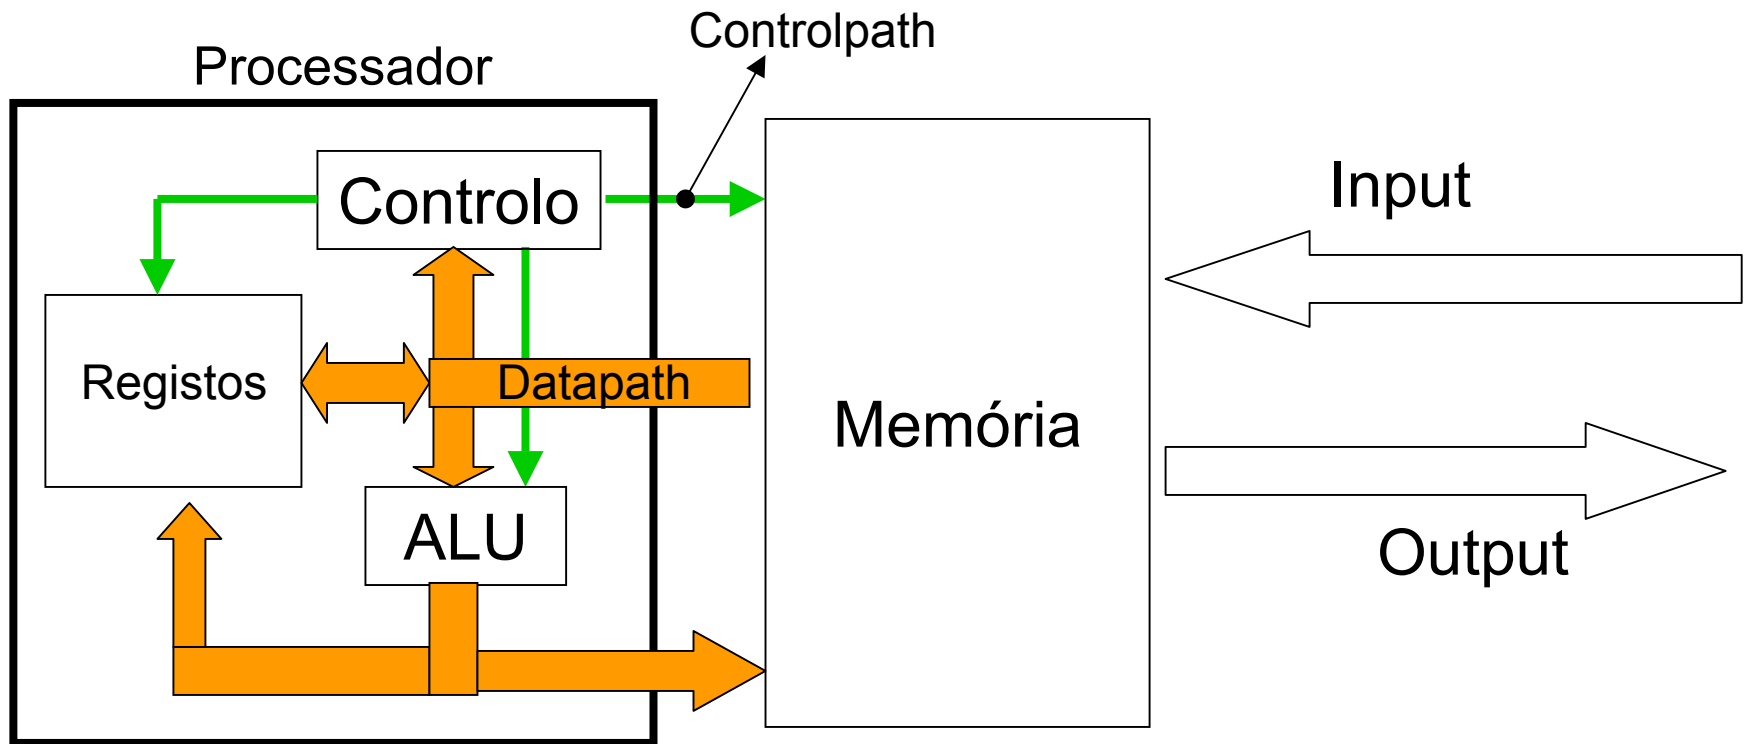 Controlpath
Processador
Controlo
Input
Registos
Datapath
Memória
ALU
Output